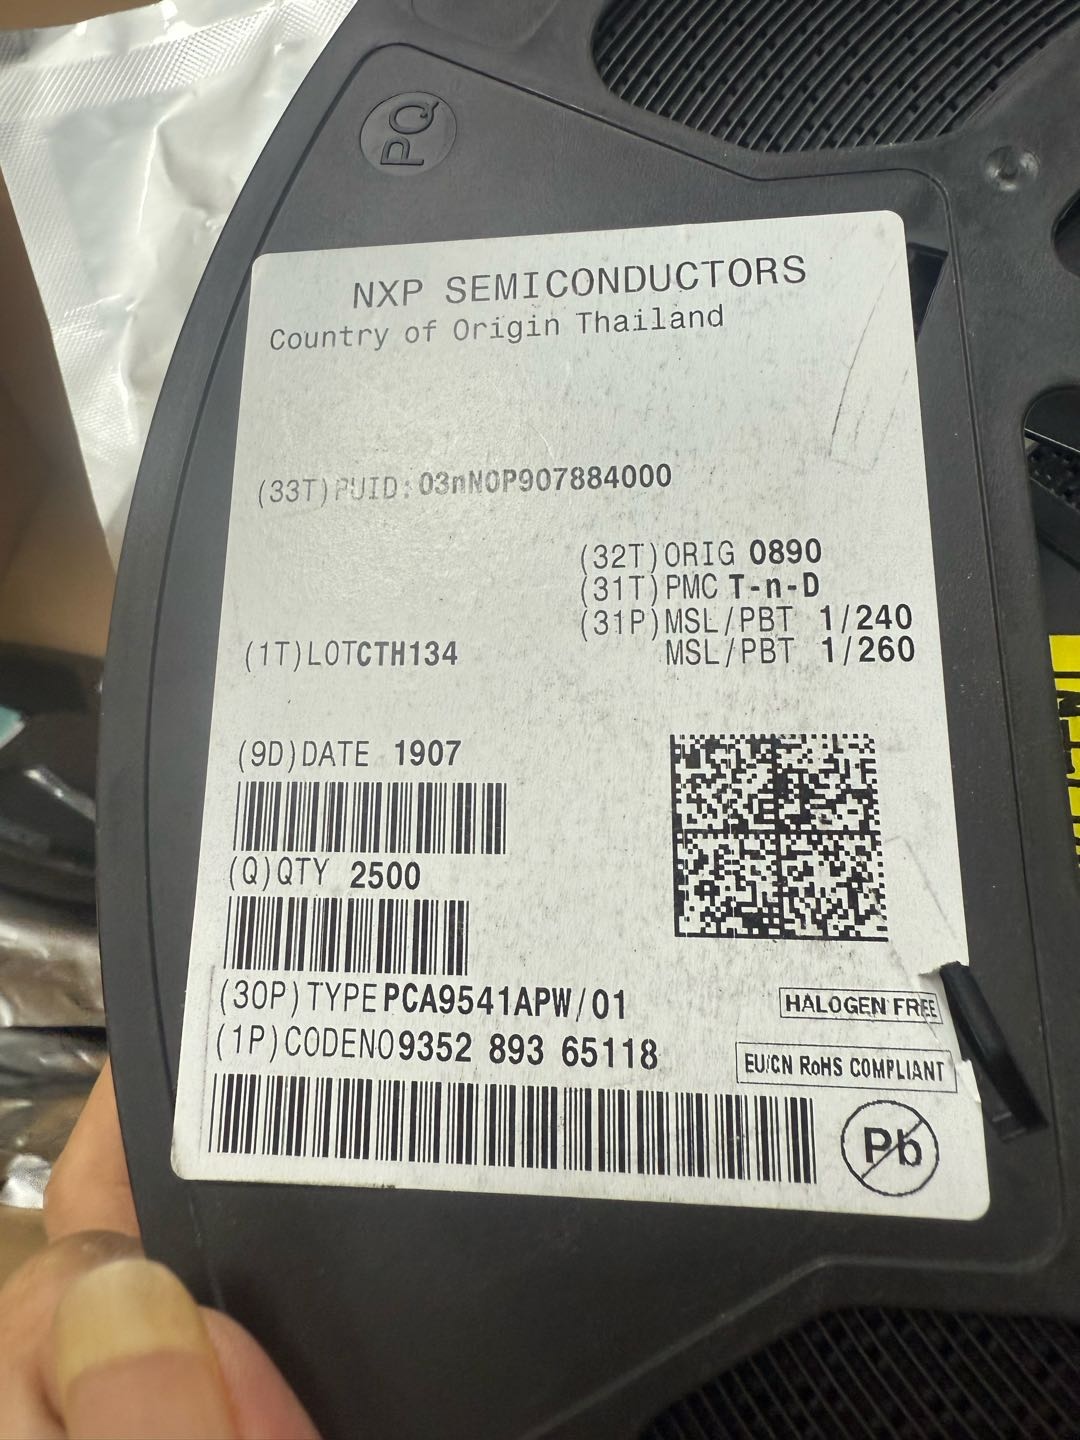 PQ
NXP SEMICONDUCTORS
Country of Origin Thailand
(33T)PUID:03nN0P907884000
(32T)ORIG 0890
(31T)PMC T-n-D
(31P)MSL/PBT 1/240
MSL/PBT 1/260
(1T)LOTCTH134
(9D)DATE 1907
(Q)QTY 2500
(30P)TYPEPCA9541APW/01
(1P)CODENO9352 893 65118
HALOGEN FREE
EU/CN RoHS COMPLIANT
Pb